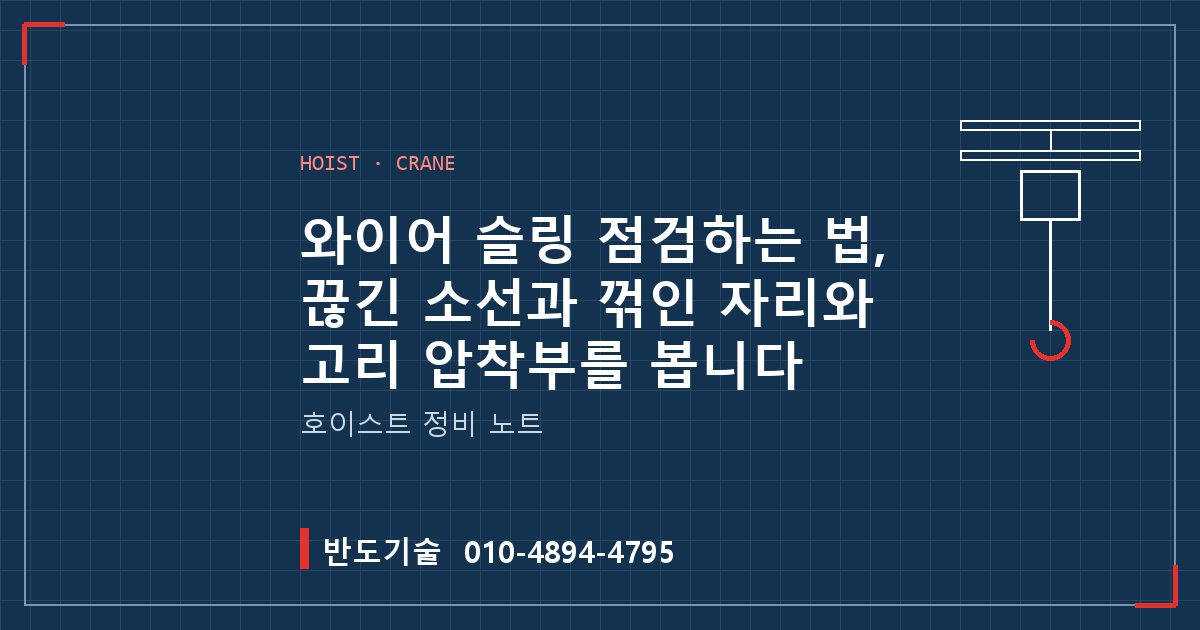 HOIST · CRANE
와이어 슬링 점검하는 법,
끊긴 소선과 꺾인 자리와
고리 압착부를 봅니다
호이스트 정비 노트
반도기술 010-4894-4795